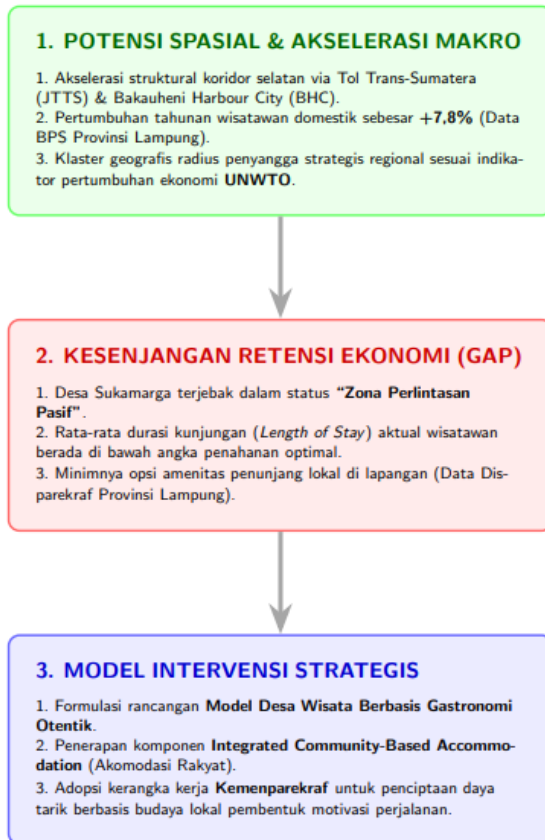 1. POTENSI SPASIAL & AKSELERASI MAKRO
1. Akselerasi struktural koridor selatan via Tol Trans-Sumatera
(JTTS) & Bakauheni Harbour City (BHC).
2. Pertumbuhan tahunan wisatawan domestik sebesar +7,8% (Data
BPS Provinsi Lampung).
3. Klaster geografis radius penyangga strategis regional sesuai indika-
tor pertumbuhan ekonomi UNWTO.
2. KESENJANGAN RETENSI EKONOMI (GAP)
1. Desa Sukamarga terjebak dalam status “Zona Perlintasan
Pasif”.
2. Rata-rata durasi kunjungan (Length of Stay) aktual wisatawan
berada di bawah angka penahanan optimal.
3. Minimnya opsi amenitas penunjang lokal di lapangan (Data Dis-
parekraf Provinsi Lampung).
3. MODEL INTERVENSI STRATEGIS
1. Formulasi rancangan Model Desa Wisata Berbasis Gastronomi
Otentik.
2. Penerapan komponen Integrated Community-Based Accommo-
dation (Akomodasi Rakyat).
3. Adopsi kerangka kerja Kemenparekraf untuk penciptaan daya
tarik berbasis budaya lokal pembentuk motivasi perjalanan.